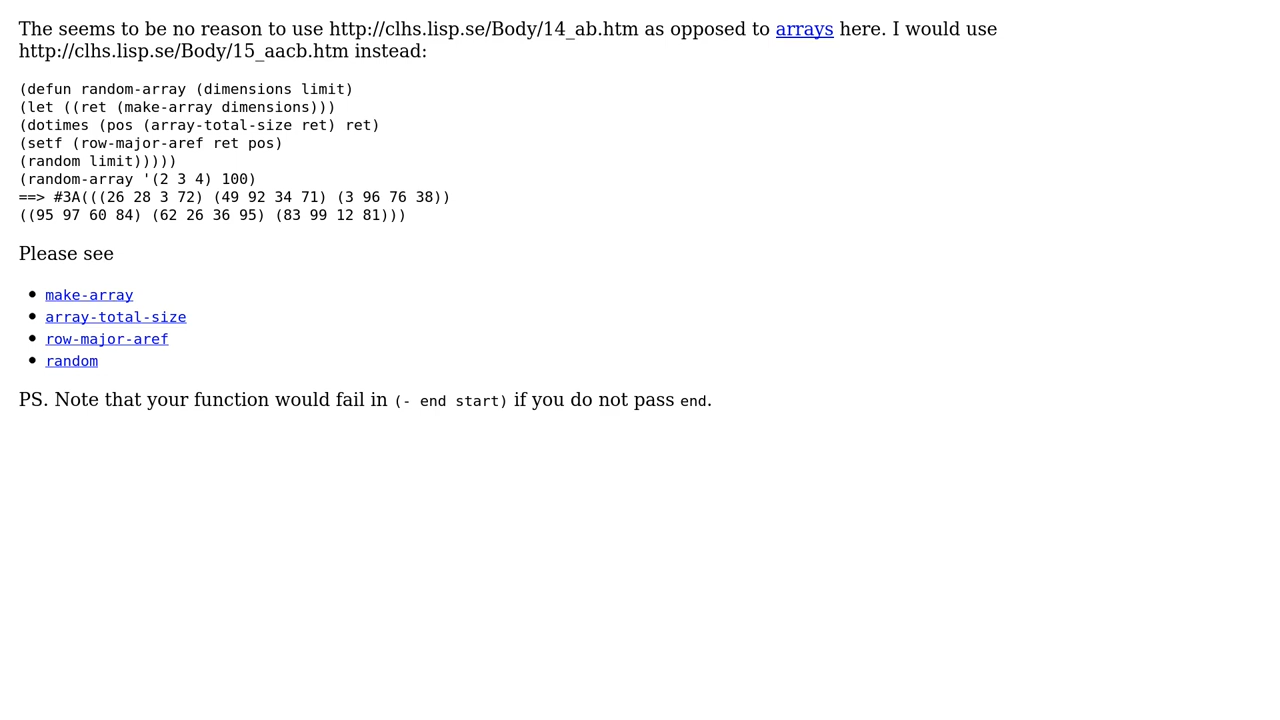 The seems to be no reason to use http://clhs.lisp.se/Body/14_ab.htm as opposed to arrays here. I would use
http://clhs.lisp.se/Body/15_aacb.htm instead:
(defun random-array (dimensions limit)
(let ((ret (make-array dimensions)))
(dotimes (pos (array-total-size ret) ret)
(setf (row-major-aref ret pos)
(random limit)))))
(random-array '(2 3 4) 100)
==> #3A(((26 28 3 72) (49 92 34 71) (3 96 76 38))
((95 97 60 84) (62 26 36 95) (83 99 12 81)))
Please see
make-array
array-total-size
row-major-aref
random
PS. Note that your function would fail in (- end start) if you do not pass end.